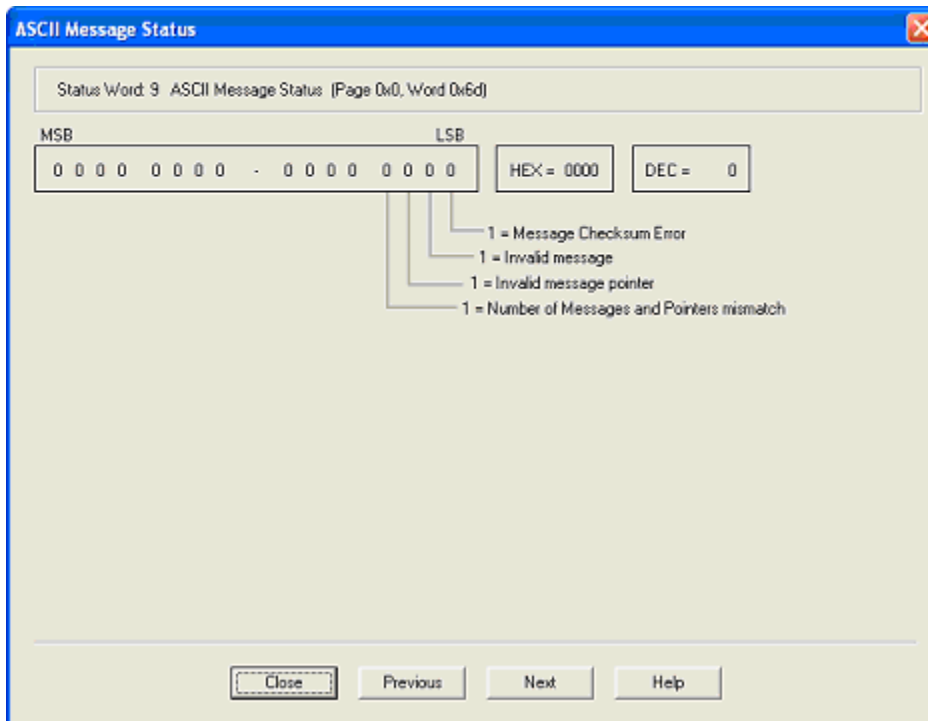 ASCII Message Status
Status Word: 9 ASCII Message Status (Page 0x0, Word 0x6d)
MSB LSB
0 0 0 0 0 0 0 0 - 0 0 0 0 0 0 0 0 HEX = 0000 DEC = 0
1 = Message Checksum Error
1 = Invalid message
1 = Invalid message pointer
1 = Number of Messages and Pointers mismatch
Close Previous Next Help